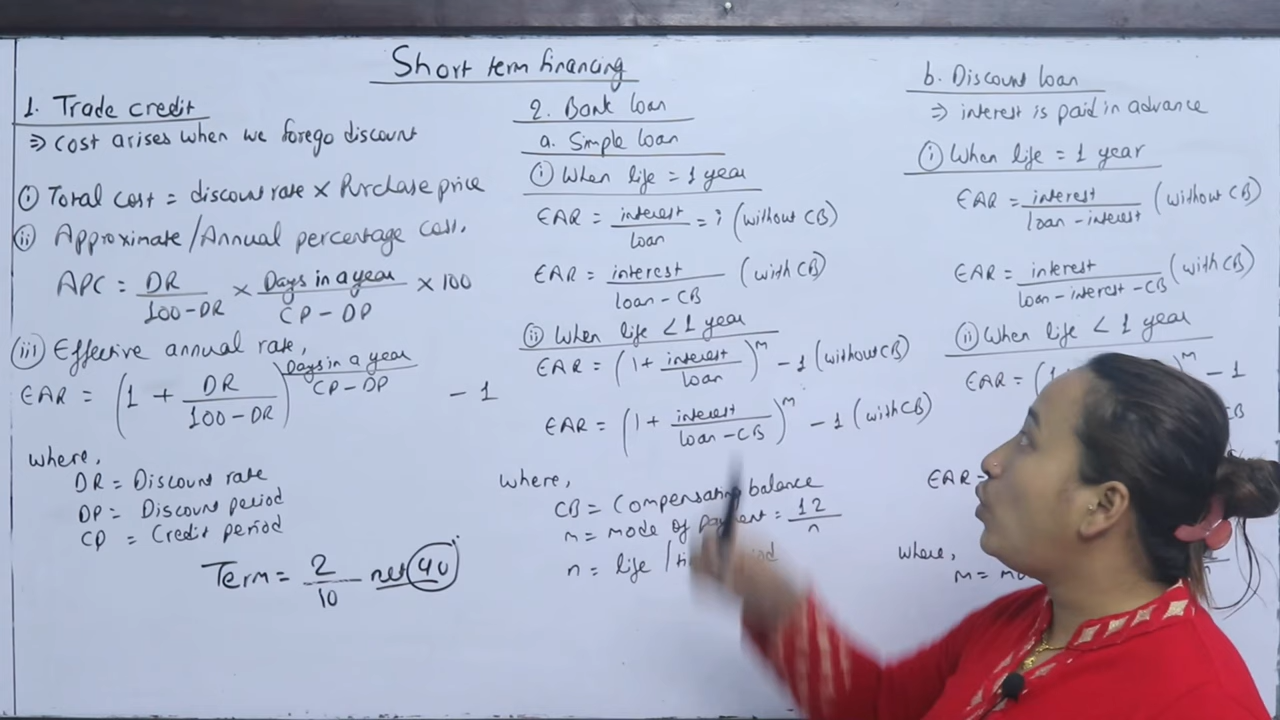 Short term financing
1. Trade credit
⇒ cost arises when we forego discount
(i) Total cost = discount rate × Purchase price
(ii) Approximate/Annual percentage cost.
APC = DR / 100-DR × Days in a year / CP - DP × 100
(iii) Effective annual rate,
EAR = (1 + DR / 100-DR)^(Days in a year / CP - DP) - 1
where,
DR = Discount rate
DP = Discount period
CP = Credit period
Term = 2 / 10 net 40
2. Bank loan
a. Simple loan
(i) When life = 1 year
EAR = interest / loan = i (without CB)
EAR = interest / loan - CB (with CB)
(ii) When life < 1 year
EAR = (1 + interest / loan)^m - 1 (without CB)
EAR = (1 + interest / loan - CB)^m - 1 (with CB)
where,
CB = Compensating balance
m = mode of payment = 12 / n
n = life /
b. Discount loan
⇒ interest is paid in advance
(i) When life = 1 year
EAR = interest / loan - interest (without CB)
EAR = interest / loan - interest - CB (with CB)
(ii) When life < 1 year
EAR = (1 )^m - 1
CB
EAR =
where,
m =